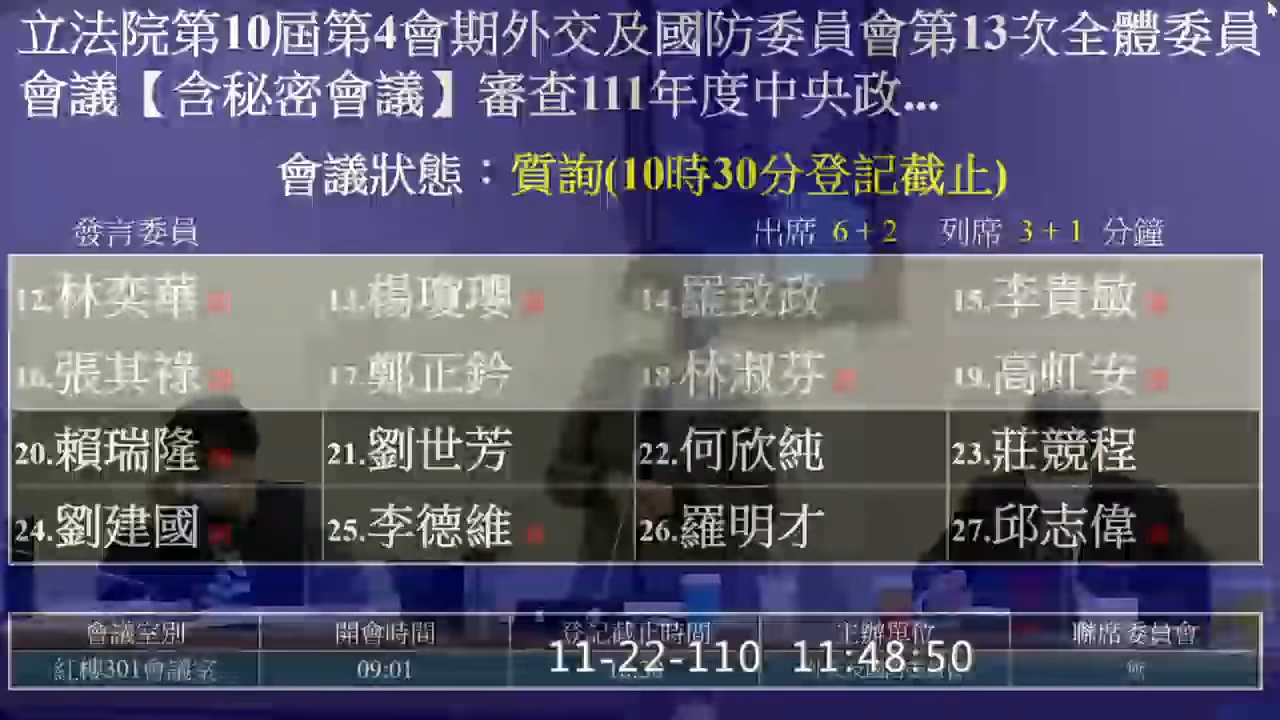 立法院第10屆第4會期外交及國防委員會第13次全體委員
會議【含秘密會議】審查111年度中央政...
會議狀態：質詢(10時30分登記截止)
發言委員 出席 6+2 列席 3+1 分鐘
12.林奕華 13.楊瓊瓔 14.羅致政 15.李貴敏
16.張其祿 17.鄭正鈐 18.林淑芬 19.高虹安
20.賴瑞隆 21.劉世芳 22.何欣純 23.莊競程
24.劉建國 25.李德維 26.羅明才 27.邱志偉
會議室別 開會時間 登記截止時間 主辦單位 聯席委員會
紅樓301會議室 09:01
11-22-110 11:48:50